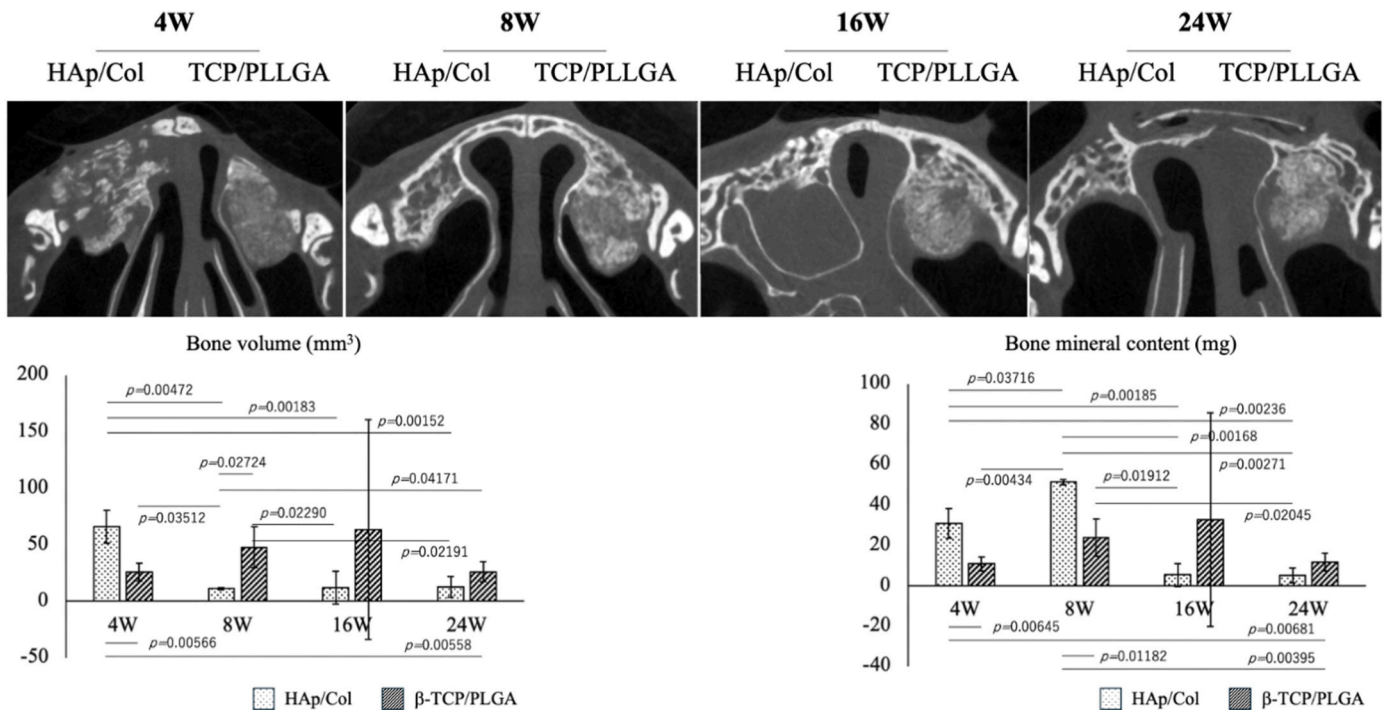 4W 8W 16W 24W
HAp/Col TCP/PLLGA HAp/Col TCP/PLLGA HAp/Col TCP/PLLGA HAp/Col TCP/PLLGA
Bone volume (mm³)
200
150
100
50
0
-50
p=0.00472
p=0.00183
p=0.00152
p=0.02724
p=0.04171
p=0.03512
p=0.02290
p=0.02191
4W 8W 16W 24W
p=0.00566
p=0.00558
HAp/Col β-TCP/PLGA
Bone mineral content (mg)
100
80
60
40
20
0
-20
-40
p=0.03716
p=0.00185
p=0.00236
p=0.00168
p=0.00271
p=0.00434
p=0.01912
p=0.02045
4W 8W 16W 24W
p=0.00645
p=0.00681
p=0.01182
p=0.00395
HAp/Col β-TCP/PLGA